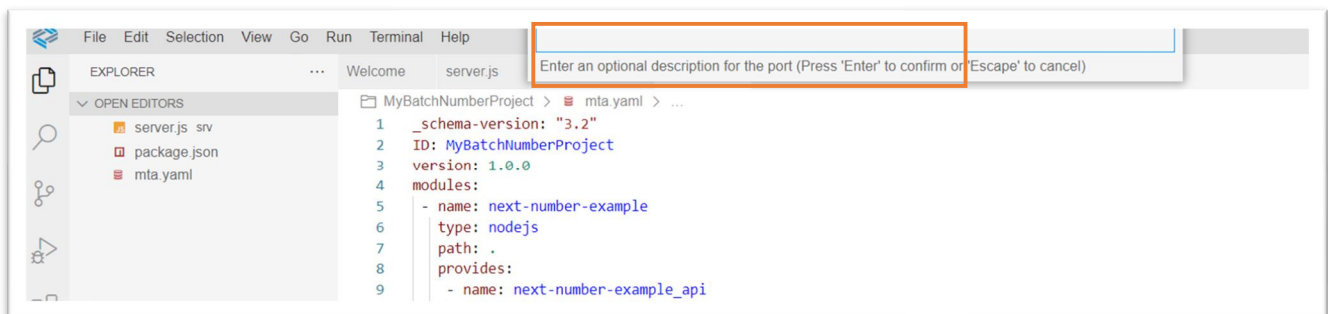 File Edit Selection View Go Run Terminal Help
Enter an optional description for the port (Press 'Enter' to confirm or 'Escape' to cancel)
EXPLORER ...
OPEN EDITORS
server.js srv
package.json
mta.yaml
Welcome server.js
MyBatchNumberProject > mta.yaml > ...
1 _schema-version: "3.2"
2 ID: MyBatchNumberProject
3 version: 1.0.0
4 modules:
5 - name: next-number-example
6 type: nodejs
7 path: .
8 provides:
9 - name: next-number-example_api